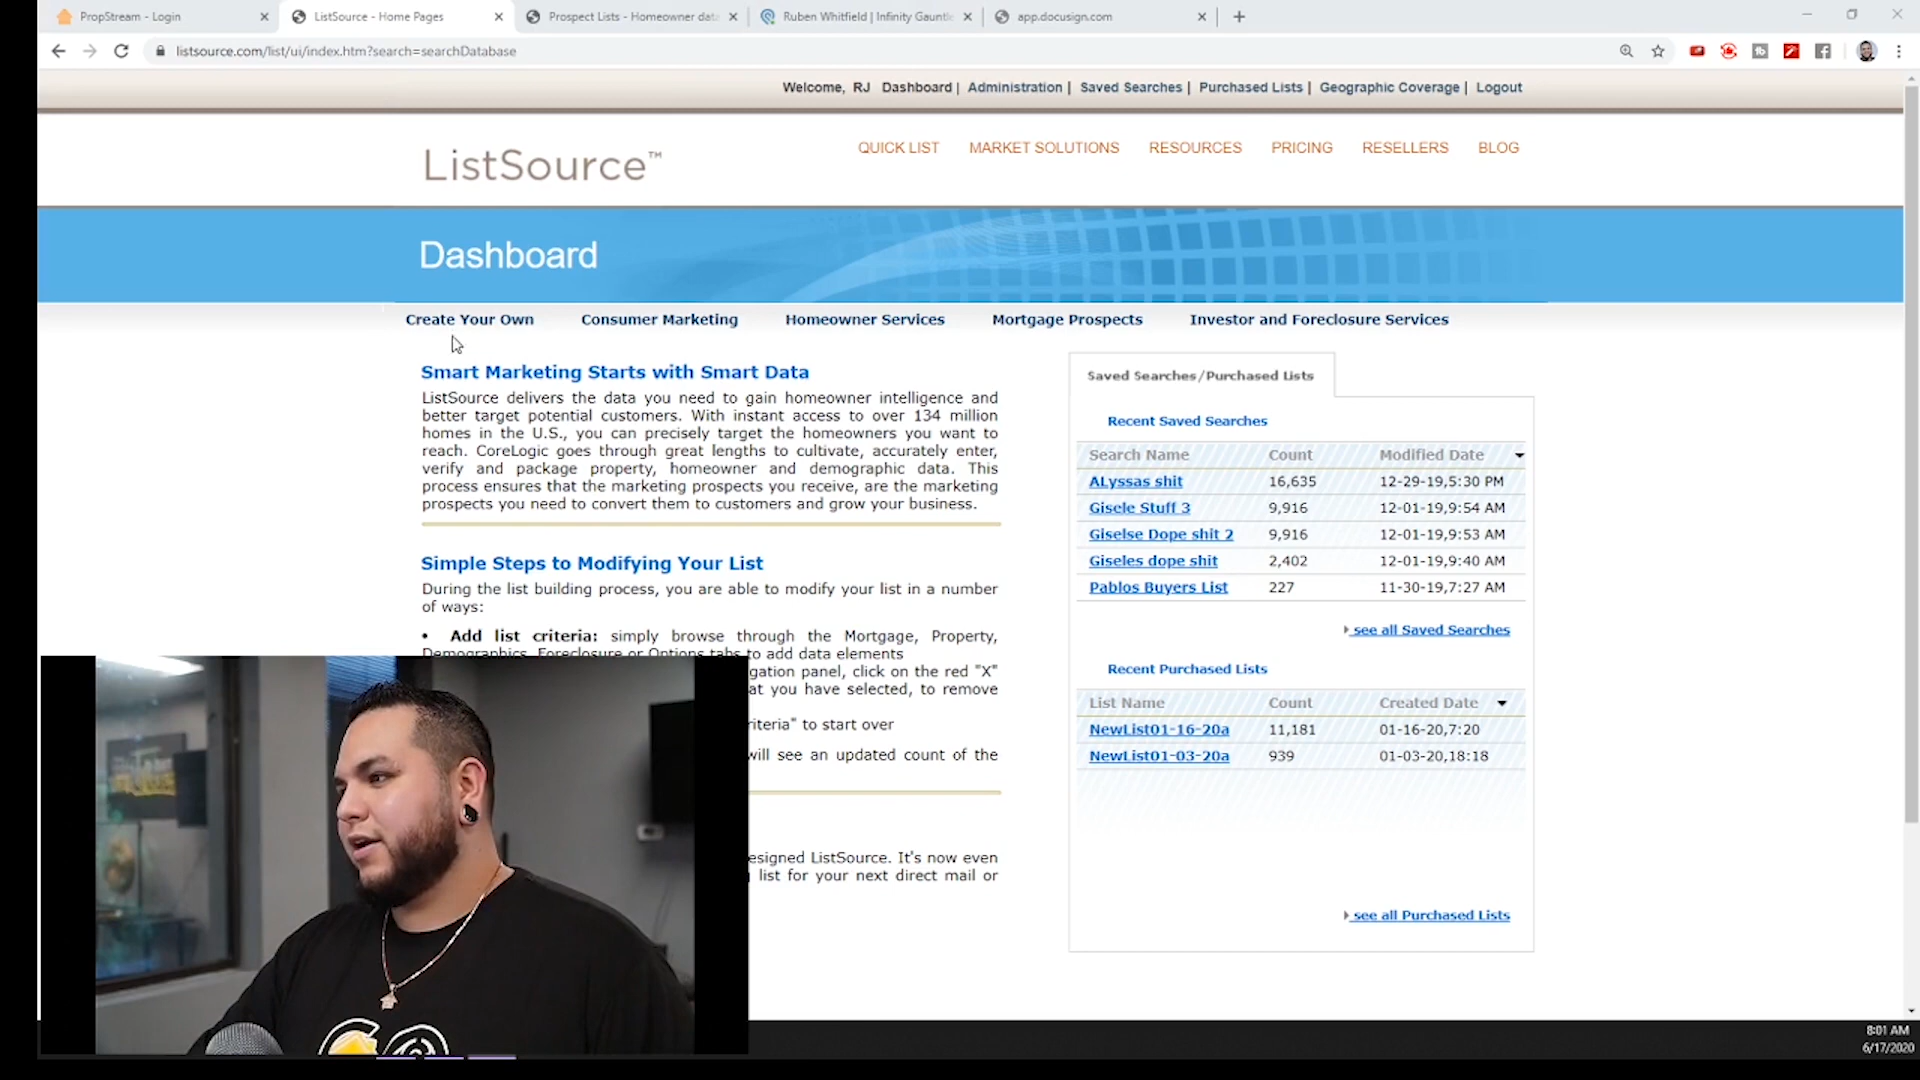 PropStream - Login
ListSource - Home Pages
Prospect Lists - Homeowner data
Ruben Whitfield | Infinity Gauntle
app.docusign.com
listsource.com/list/ui/index.htm?search=searchDatabase
Welcome, RJ Dashboard | Administration | Saved Searches | Purchased Lists | Geographic Coverage | Logout
ListSource™
QUICK LIST MARKET SOLUTIONS RESOURCES PRICING RESELLERS BLOG
Dashboard
Create Your Own Consumer Marketing Homeowner Services Mortgage Prospects Investor and Foreclosure Services
Smart Marketing Starts with Smart Data
ListSource delivers the data you need to gain homeowner intelligence and
better target potential customers. With instant access to over 134 million
homes in the U.S., you can precisely target the homeowners you want to
reach. CoreLogic goes through great lengths to cultivate, accurately enter,
verify and package property, homeowner and demographic data. This
process ensures that the marketing prospects you receive, are the marketing
prospects you need to convert them to customers and grow your business.
Simple Steps to Modifying Your List
During the list building process, you are able to modify your list in a number
of ways:
• Add list criteria: simply browse through the Mortgage, Property,
Demographics, Foreclosure or Options tabs to add data elements
gation panel, click on the red "X"
at you have selected, to remove
riteria" to start over
will see an updated count of the
esigned ListSource. It's now even
list for your next direct mail or
Saved Searches/Purchased Lists
Recent Saved Searches
Search Name Count Modified Date
ALyssas shit 16,635 12-29-19,5:30 PM
Gisele Stuff 3 9,916 12-01-19,9:54 AM
Giselse Dope shit 2 9,916 12-01-19,9:53 AM
Giseles dope shit 2,402 12-01-19,9:40 AM
Pablos Buyers List 227 11-30-19,7:27 AM
see all Saved Searches
Recent Purchased Lists
List Name Count Created Date
NewList01-16-20a 11,181 01-16-20,7:20
NewList01-03-20a 939 01-03-20,18:18
see all Purchased Lists
8:01 AM
6/17/2020